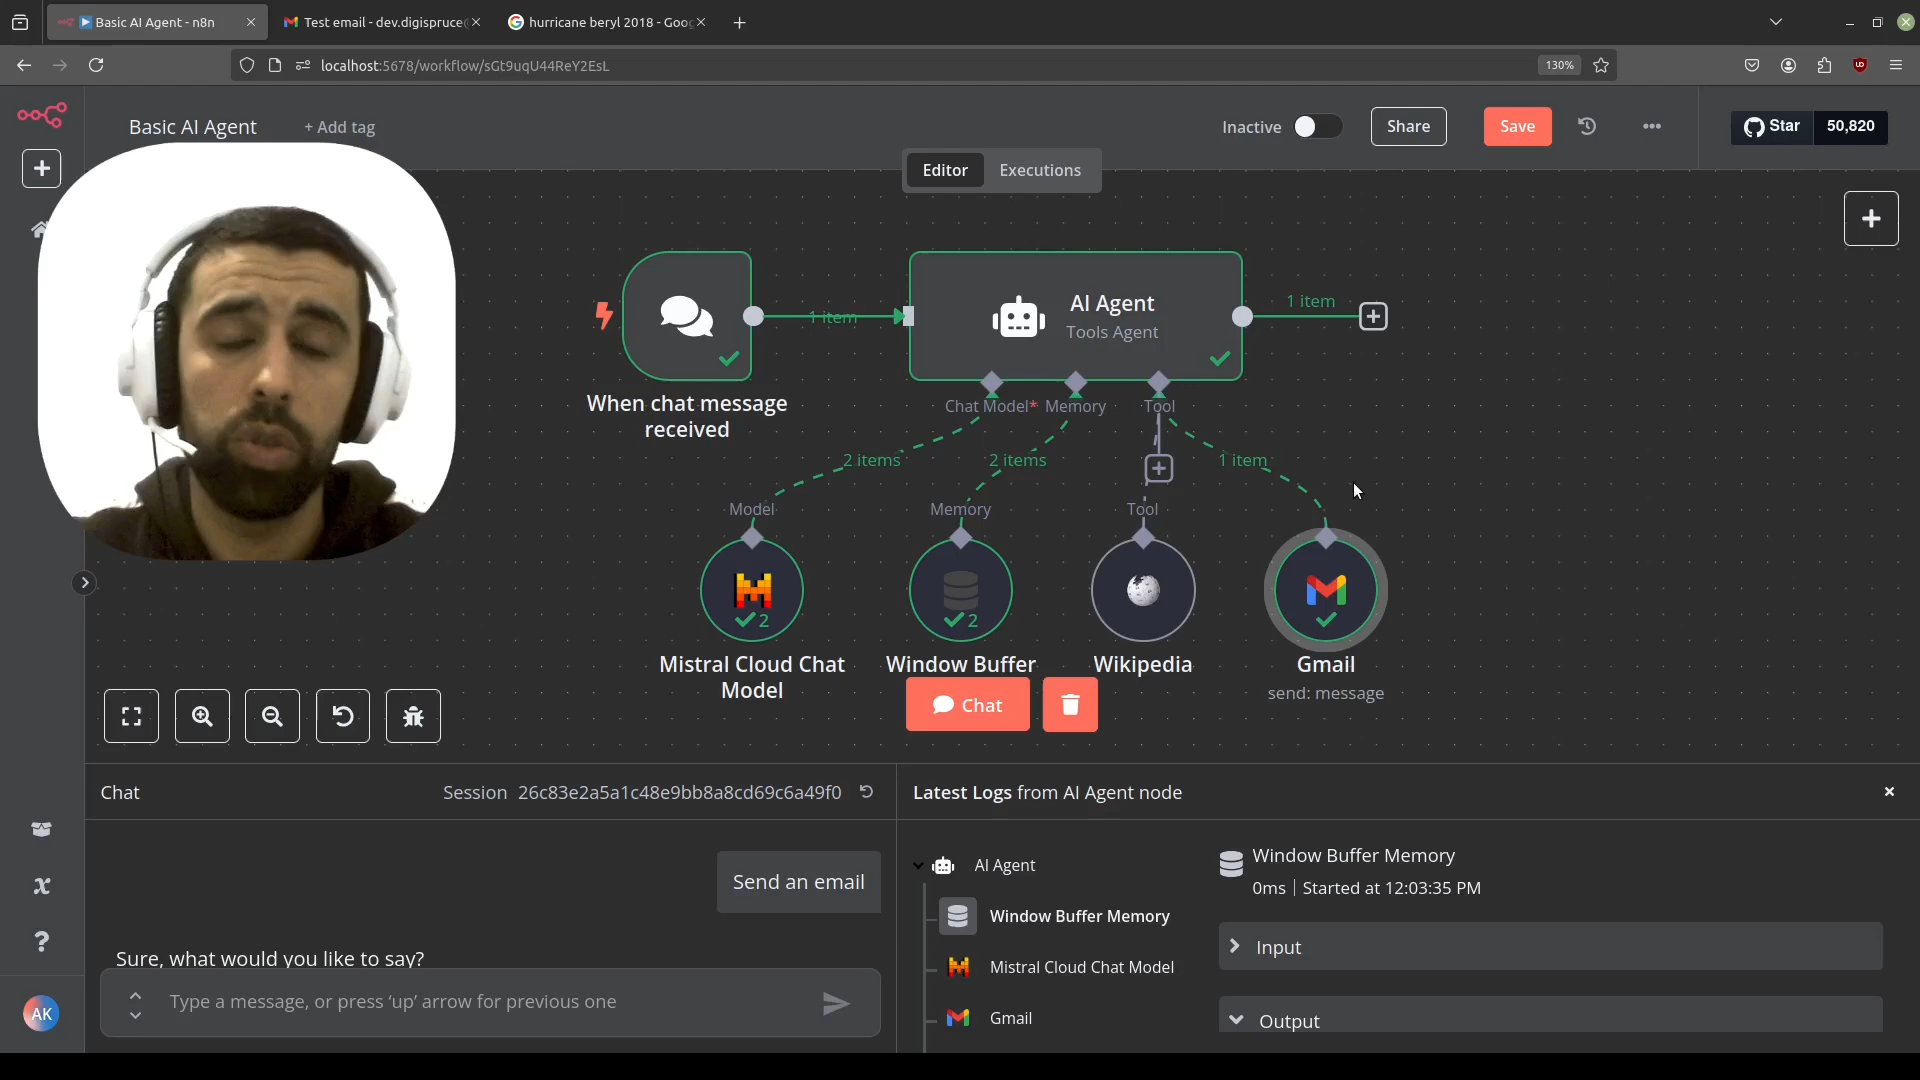 Basic AI Agent - n8n
Test email - dev.digispruce
hurricane beryl 2018 - Goog
localhost:5678/workflow/sGt9uqU44ReY2EsL
130%
Basic AI Agent
+ Add tag
Inactive
Share
Save
Star
50,820
Editor
Executions
1 item
AI Agent
Tools Agent
1 item
When chat message
received
Chat Model*
Memory
Tool
2 items
2 items
1 item
Model
Memory
Tool
2
2
Mistral Cloud Chat
Model
Window Buffer
Wikipedia
Gmail
send: message
Chat
Chat
Session 26c83e2a5a1c48e9bb8a8cd69c6a49f0
Latest Logs from AI Agent node
Send an email
Sure, what would you like to say?
Type a message, or press ‘up’ arrow for previous one
AI Agent
Window Buffer Memory
Mistral Cloud Chat Model
Gmail
Window Buffer Memory
0ms | Started at 12:03:35 PM
Input
Output
AK